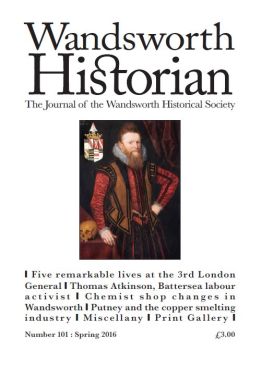 Wandsworth
Historian
The Journal of the Wandsworth Historical Society
❙ Five remarkable lives at the 3rd London
General ❙ Thomas Atkinson, Battersea labour
activist ❙ Chemist shop changes in
Wandsworth ❙ Putney and the copper smelting
industry ❙ Miscellany ❙ Print Gallery ❙
Number 101 : Spring 2016
£3.00